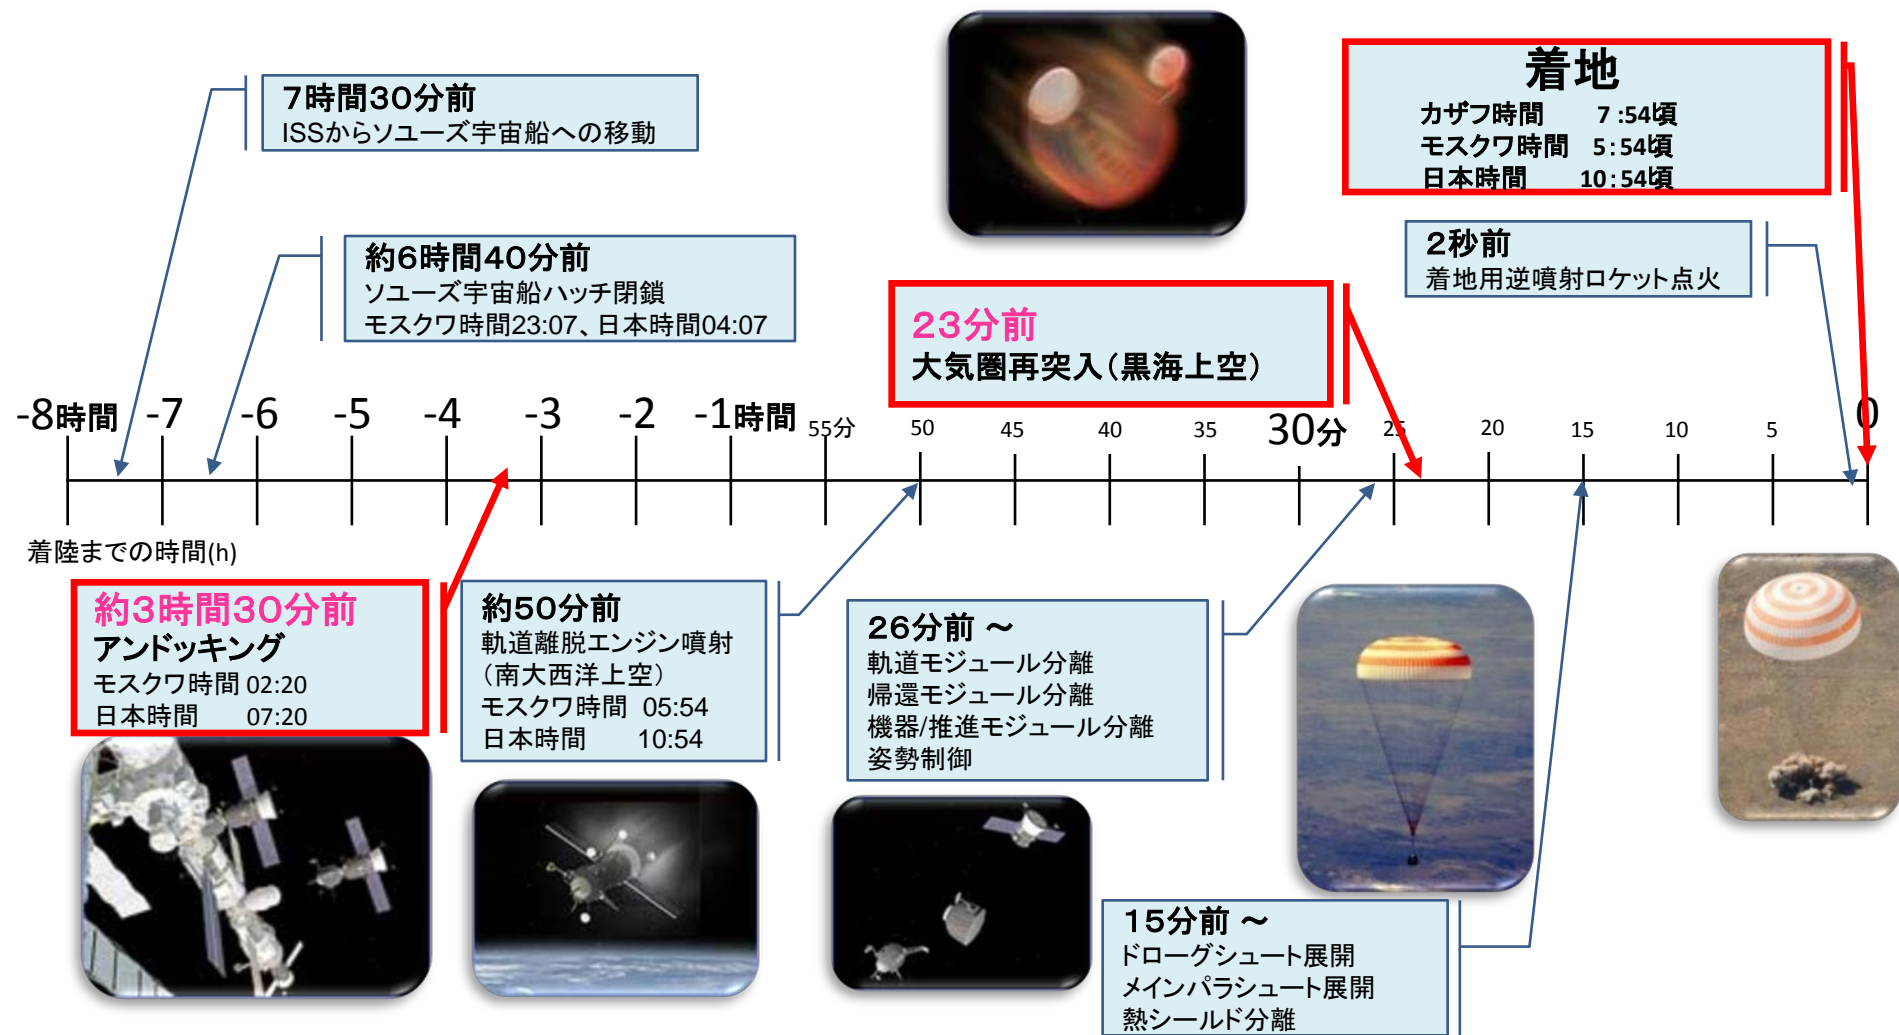 7時間30分前
ISSからソユーズ宇宙船への移動
約6時間40分前
ソユーズ宇宙船ハッチ閉鎖
モスクワ時間23:07、日本時間04:07
23分前
大気圏再突入(黒海上空)
着地
カザフ時間 7:54頃
モスクワ時間 5:54頃
日本時間 10:54頃
2秒前
着地用逆噴射ロケット点火
-8時間 -7 -6 -5 -4 -3 -2 -1時間 55分 50 45 40 35 30分 25 20 15 10 5 0
着陸までの時間(h)
約3時間30分前
アンドッキング
モスクワ時間 02:20
日本時間 07:20
約50分前
軌道離脱エンジン噴射
(南大西洋上空)
モスクワ時間 05:54
日本時間 10:54
26分前 ～
軌道モジュール分離
帰還モジュール分離
機器/推進モジュール分離
姿勢制御
15分前 ～
ドローグシュート展開
メインパラシュート展開
熱シールド分離